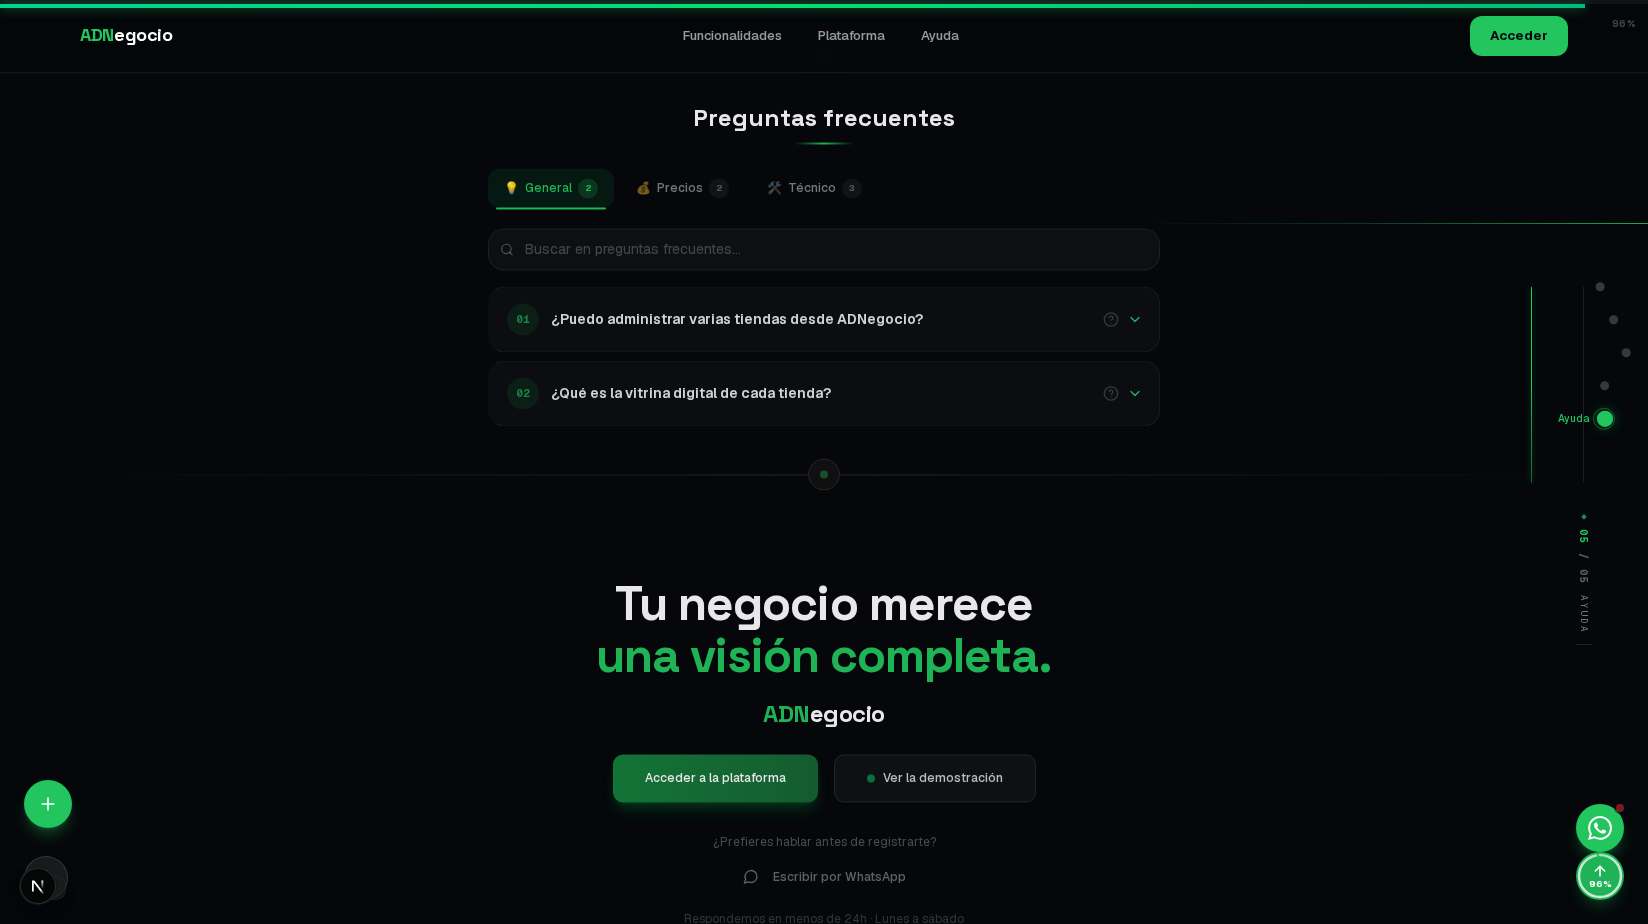 ADNegocio
Funcionalidades
Plataforma
Ayuda
Acceder
96%
Preguntas frecuentes
General 2
Precios 2
Técnico 3
Buscar en preguntas frecuentes...
01 ¿Puedo administrar varias tiendas desde ADNegocio?
02 ¿Qué es la vitrina digital de cada tienda?
Ayuda
05 / 05 AYUDA
Tu negocio merece
una visión completa.
ADNegocio
Acceder a la plataforma
Ver la demostración
¿Prefieres hablar antes de registrarte?
Escribir por WhatsApp
96%
Respondemos en menos de 24h · Lunes a sábado